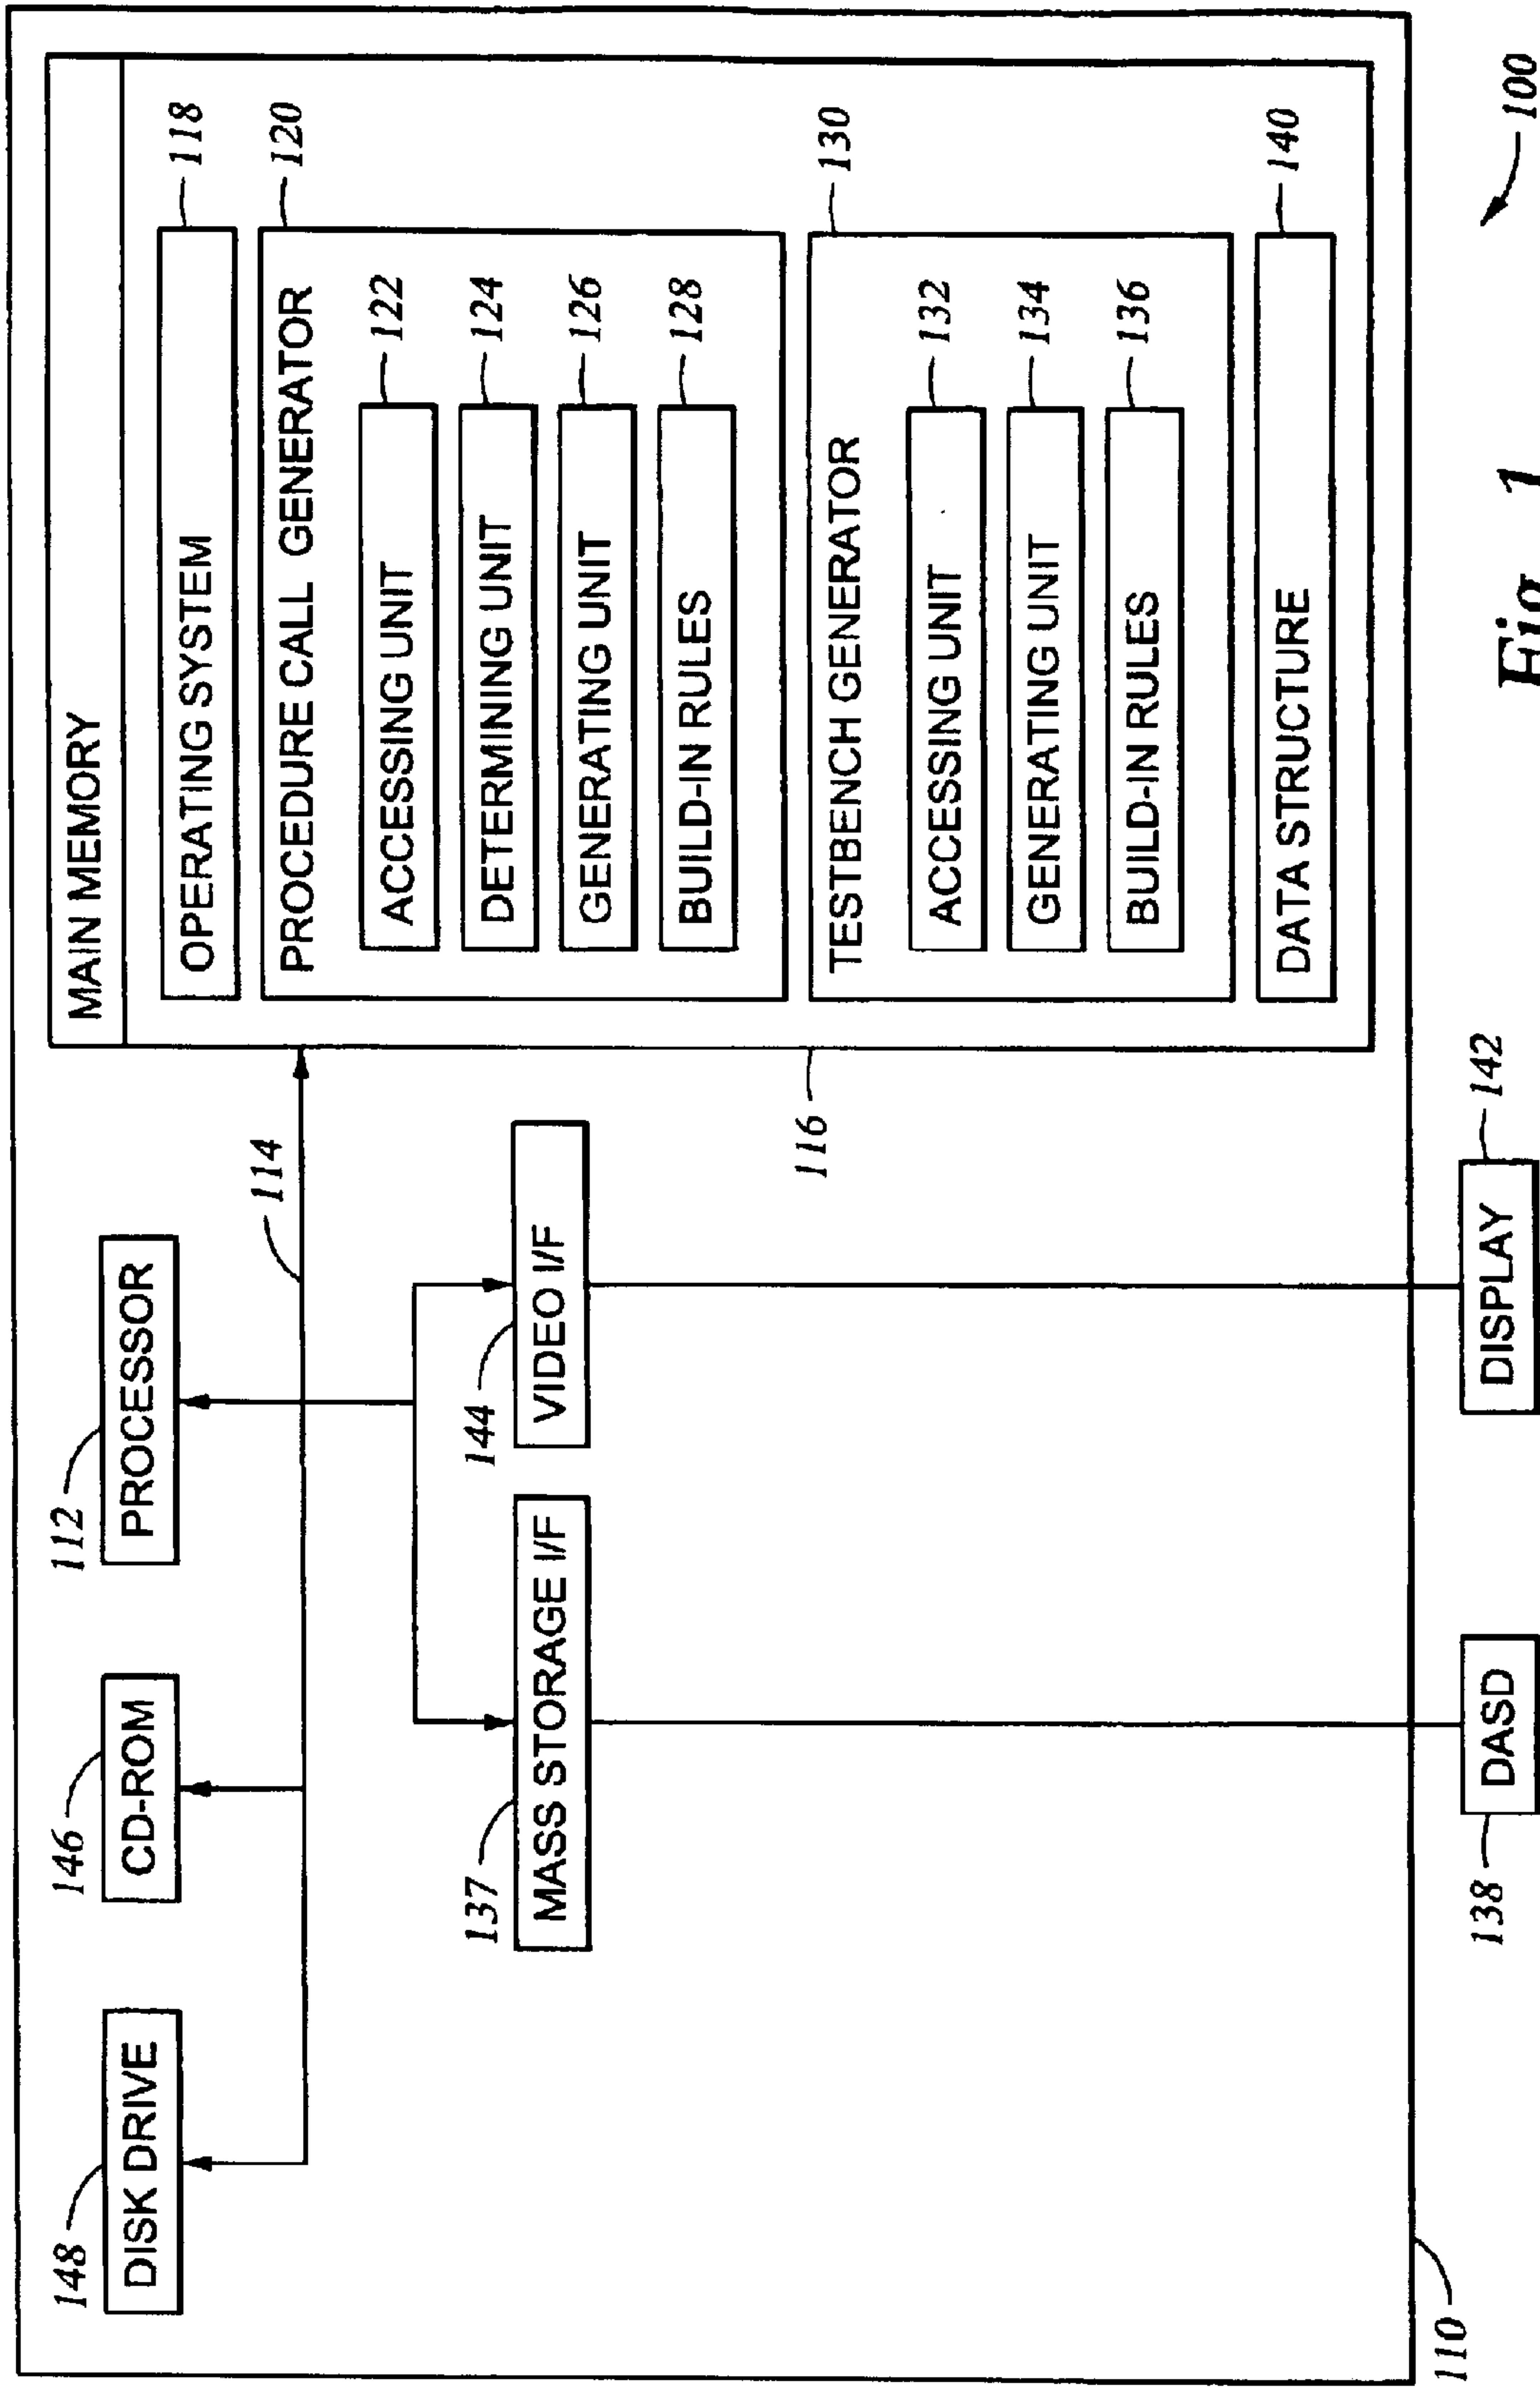 148
DISK DRIVE
146
CD-ROM
112
PROCESSOR
114
137
MASS STORAGE I/F
144
VIDEO I/F
116
MAIN MEMORY
OPERATING SYSTEM
118
PROCEDURE CALL GENERATOR
120
ACCESSING UNIT
122
DETERMINING UNIT
124
GENERATING UNIT
126
BUILD-IN RULES
128
TESTBENCH GENERATOR
130
ACCESSING UNIT
132
GENERATING UNIT
134
BUILD-IN RULES
136
DATA STRUCTURE
140
110
138
DASD
DISPLAY
142
100
Fig. 1